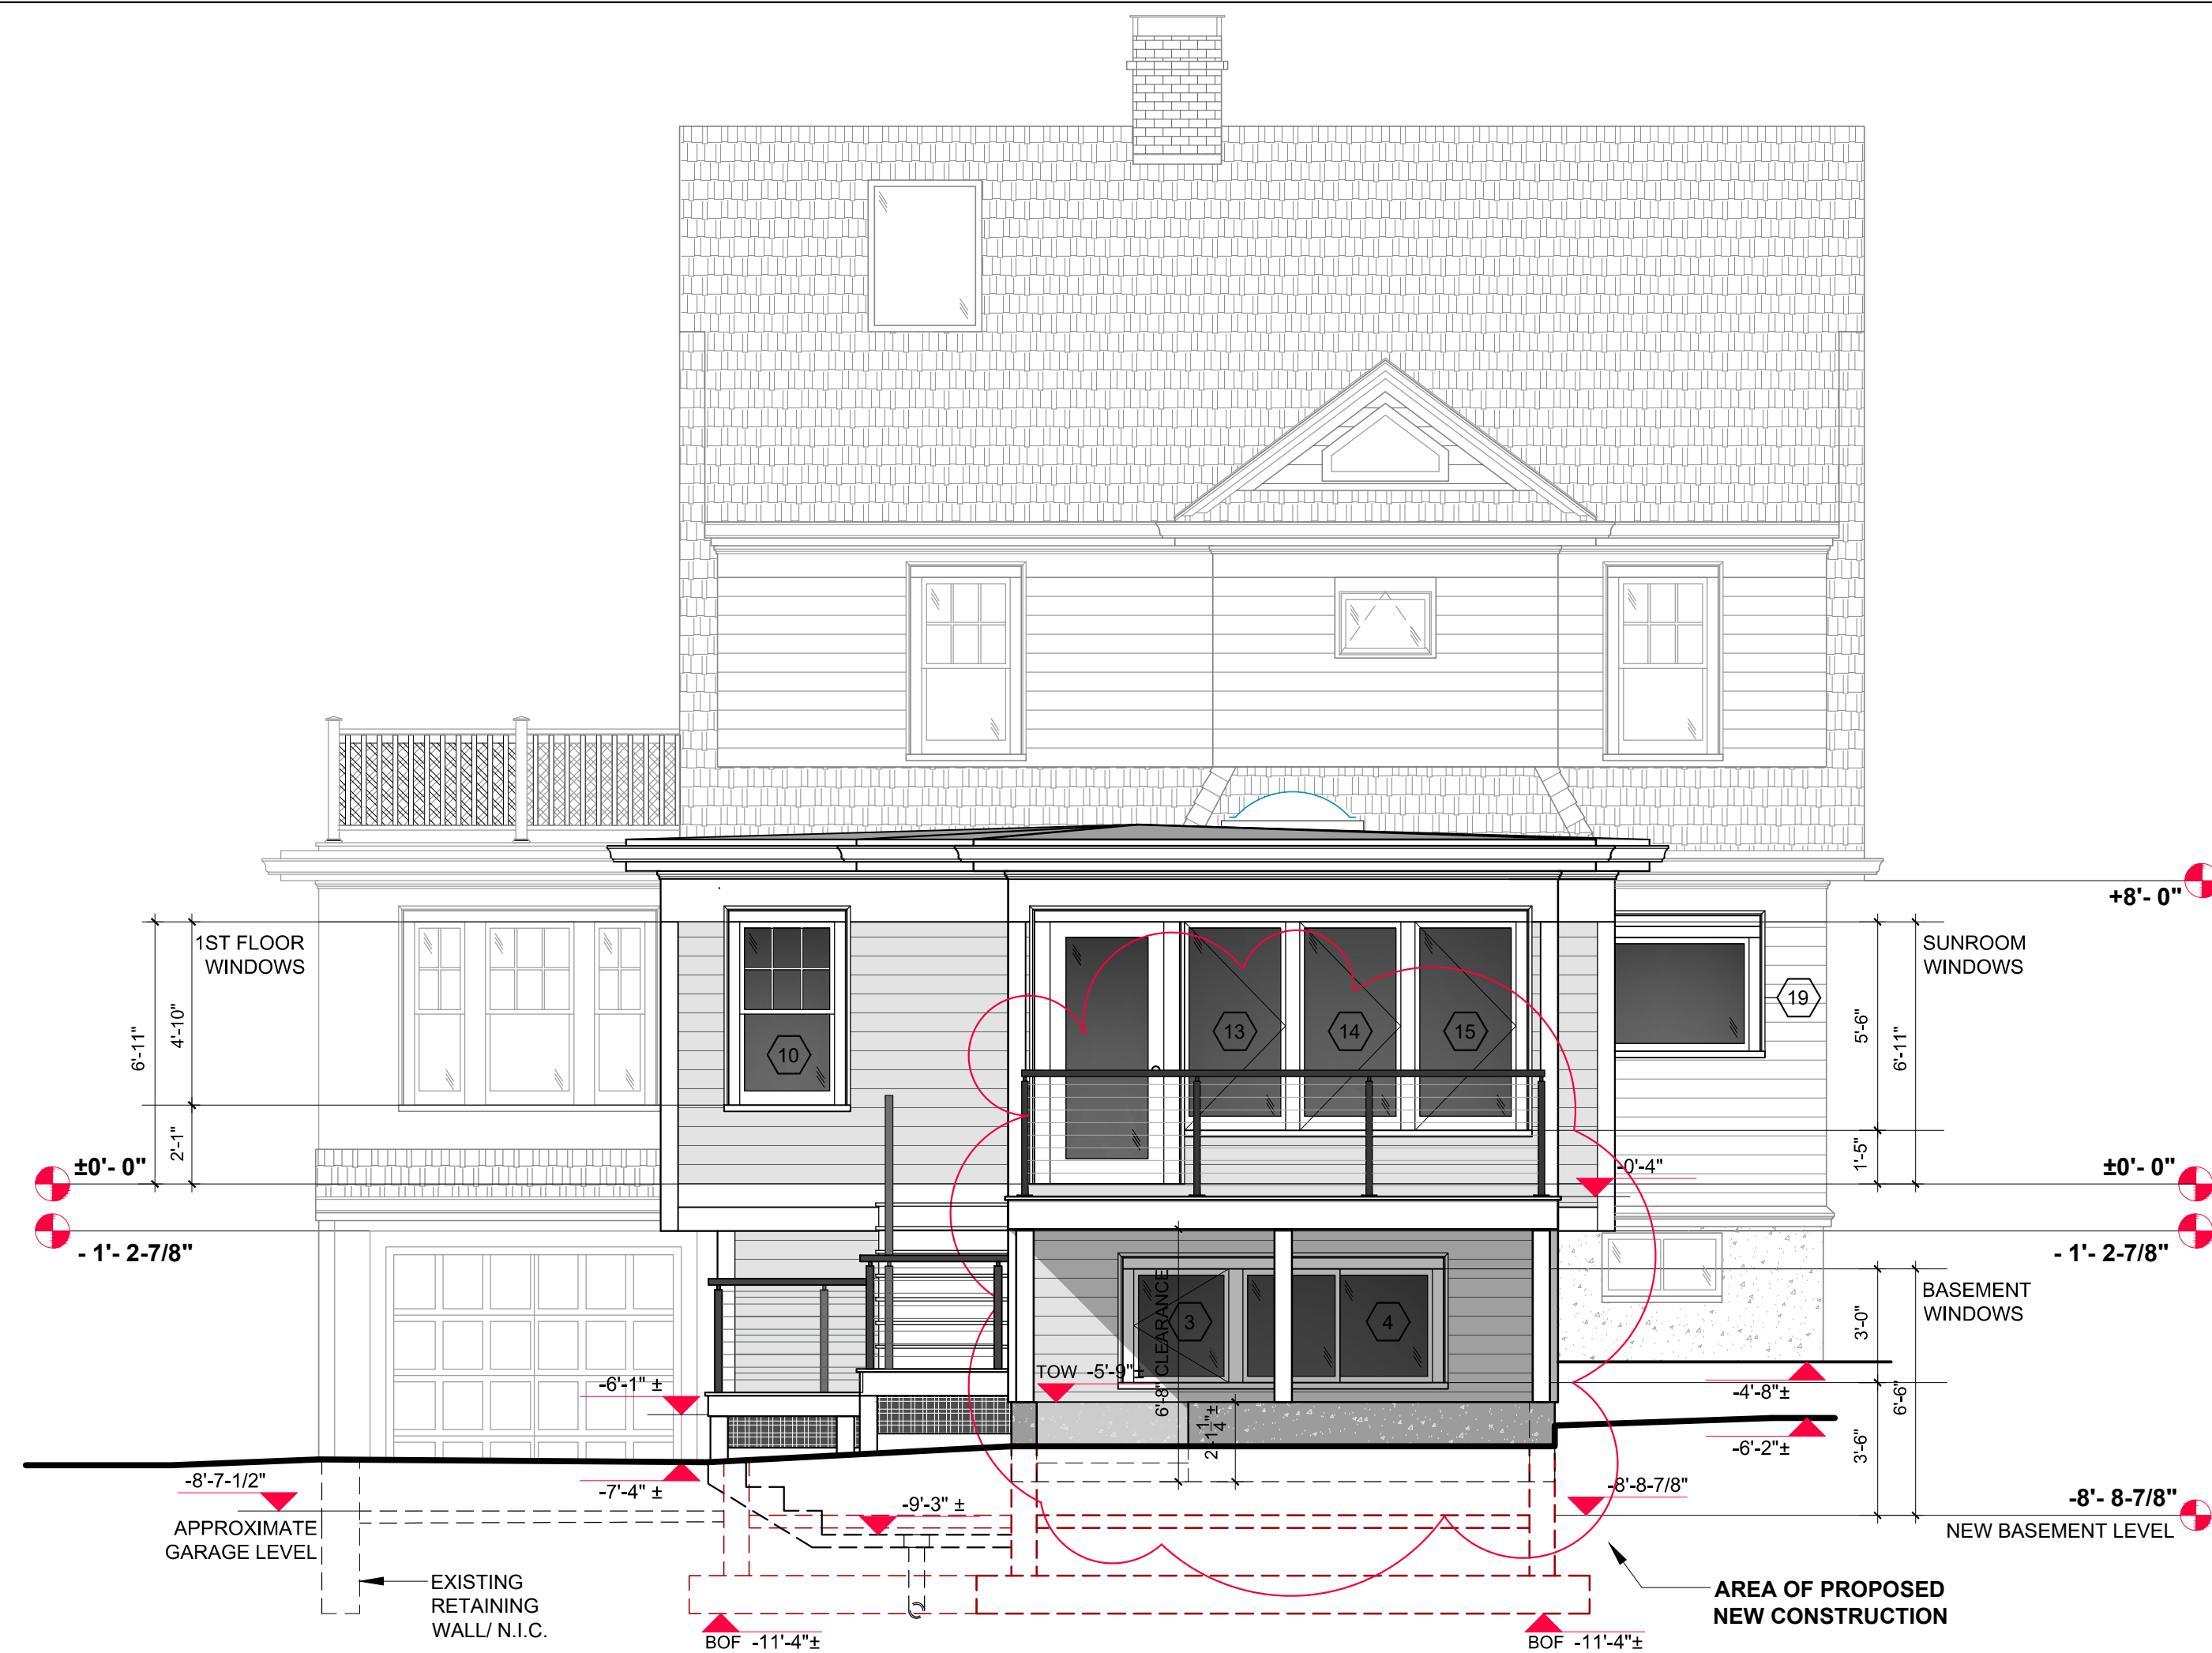 +8'- 0"
1ST FLOOR
WINDOWS
SUNROOM
WINDOWS
6'-11"
4'-10"
2'-1"
10
13
14
15
19
5'-6"
6'-11"
1'-5"
±0'- 0"
-0'-4"
±0'- 0"
- 1'- 2-7/8"
- 1'- 2-7/8"
BASEMENT
WINDOWS
3
4
6'-8" CLEARANCE
3'-0"
6'-6"
3'-6"
TOW -5'-9"±
-6'-1" ±
-4'-8"±
2'-1 1/4"±
-6'-2"±
-8'-7-1/2"
-7'-4" ±
-9'-3" ±
-8'-8-7/8"
-8'- 8-7/8"
NEW BASEMENT LEVEL
APPROXIMATE
GARAGE LEVEL
EXISTING
RETAINING
WALL/ N.I.C.
AREA OF PROPOSED
NEW CONSTRUCTION
BOF -11'-4"±
BOF -11'-4"±